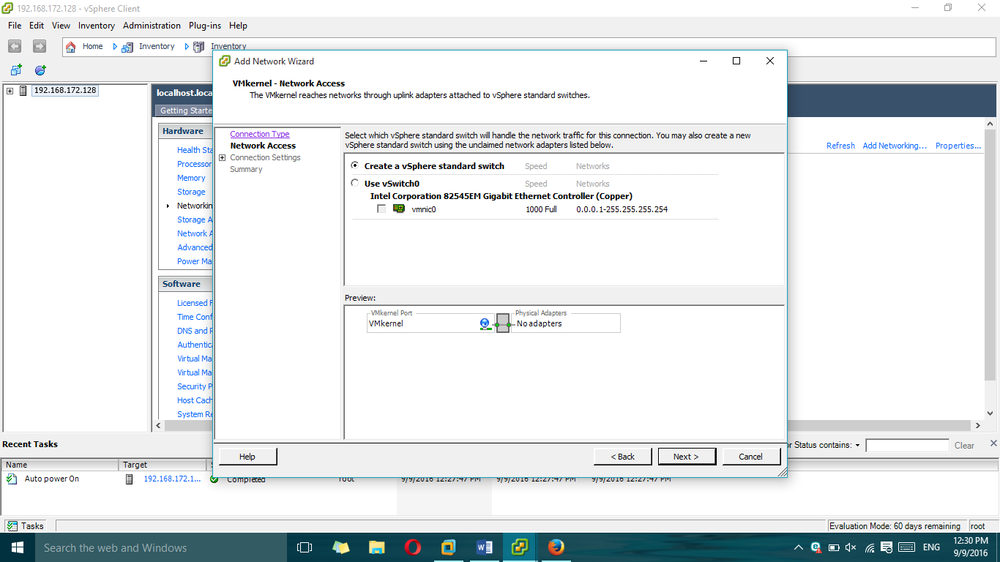 192.168.172.128 - vSphere Client
File Edit View Inventory Administration Plug-ins Help
Home Inventory Inventory
192.168.172.128
localhost.loca
Getting Starte
Hardware
Health Sta
Processor
Memory
Storage
Networkin
Storage A
Network A
Advanced
Power Ma
Software
Licensed F
Time Conf
DNS and R
Authentic
Virtual Ma
Virtual Ma
Security P
Host Cach
System Re
Refresh Add Networking... Properties...
Add Network Wizard
VMkernel - Network Access
The VMkernel reaches networks through uplink adapters attached to vSphere standard switches.
Connection Type
Network Access
Connection Settings
Summary
Select which vSphere standard switch will handle the network traffic for this connection. You may also create a new
vSphere standard switch using the unclaimed network adapters listed below.
Create a vSphere standard switch Speed Networks
Use vSwitch0 Speed Networks
Intel Corporation 82545EM Gigabit Ethernet Controller (Copper)
vmnic0 1000 Full 0.0.0.1-255.255.255.254
Preview:
VMkernel Port Physical Adapters
VMkernel No adapters
Help < Back Next > Cancel
Recent Tasks
or Status contains: Clear
Name Target
Auto power On 192.168.172.1... Completed root 9/9/2016 12:27:47 PM 9/9/2016 12:27:47 PM 9/9/2016 12:27:47 PM
Tasks Evaluation Mode: 60 days remaining root
Search the web and Windows
ENG
12:30 PM
9/9/2016